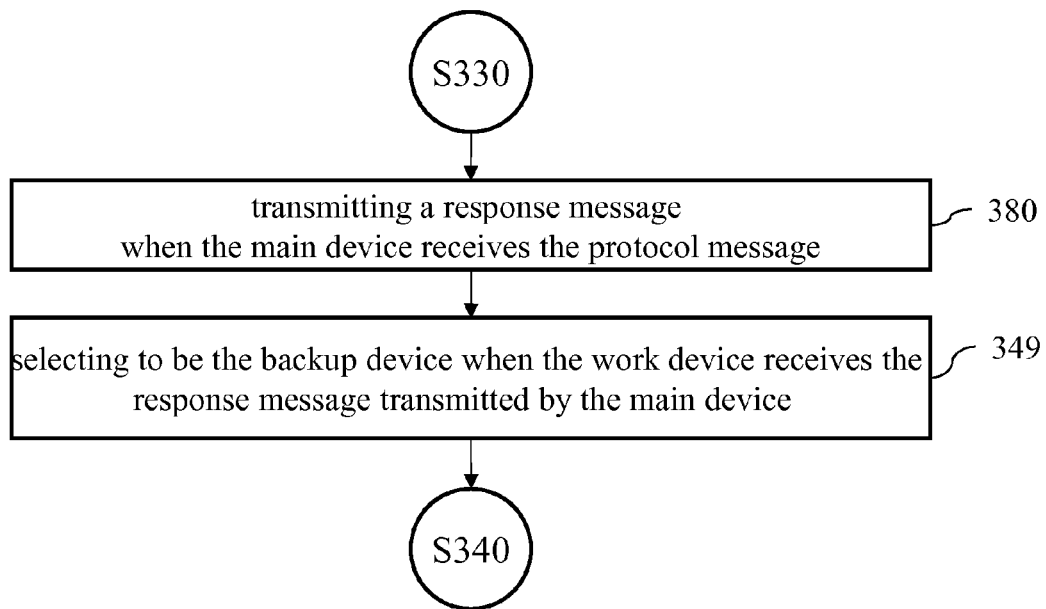 S330
transmitting a response message
when the main device receives the protocol message
380
selecting to be the backup device when the work device receives the
response message transmitted by the main device
349
S340